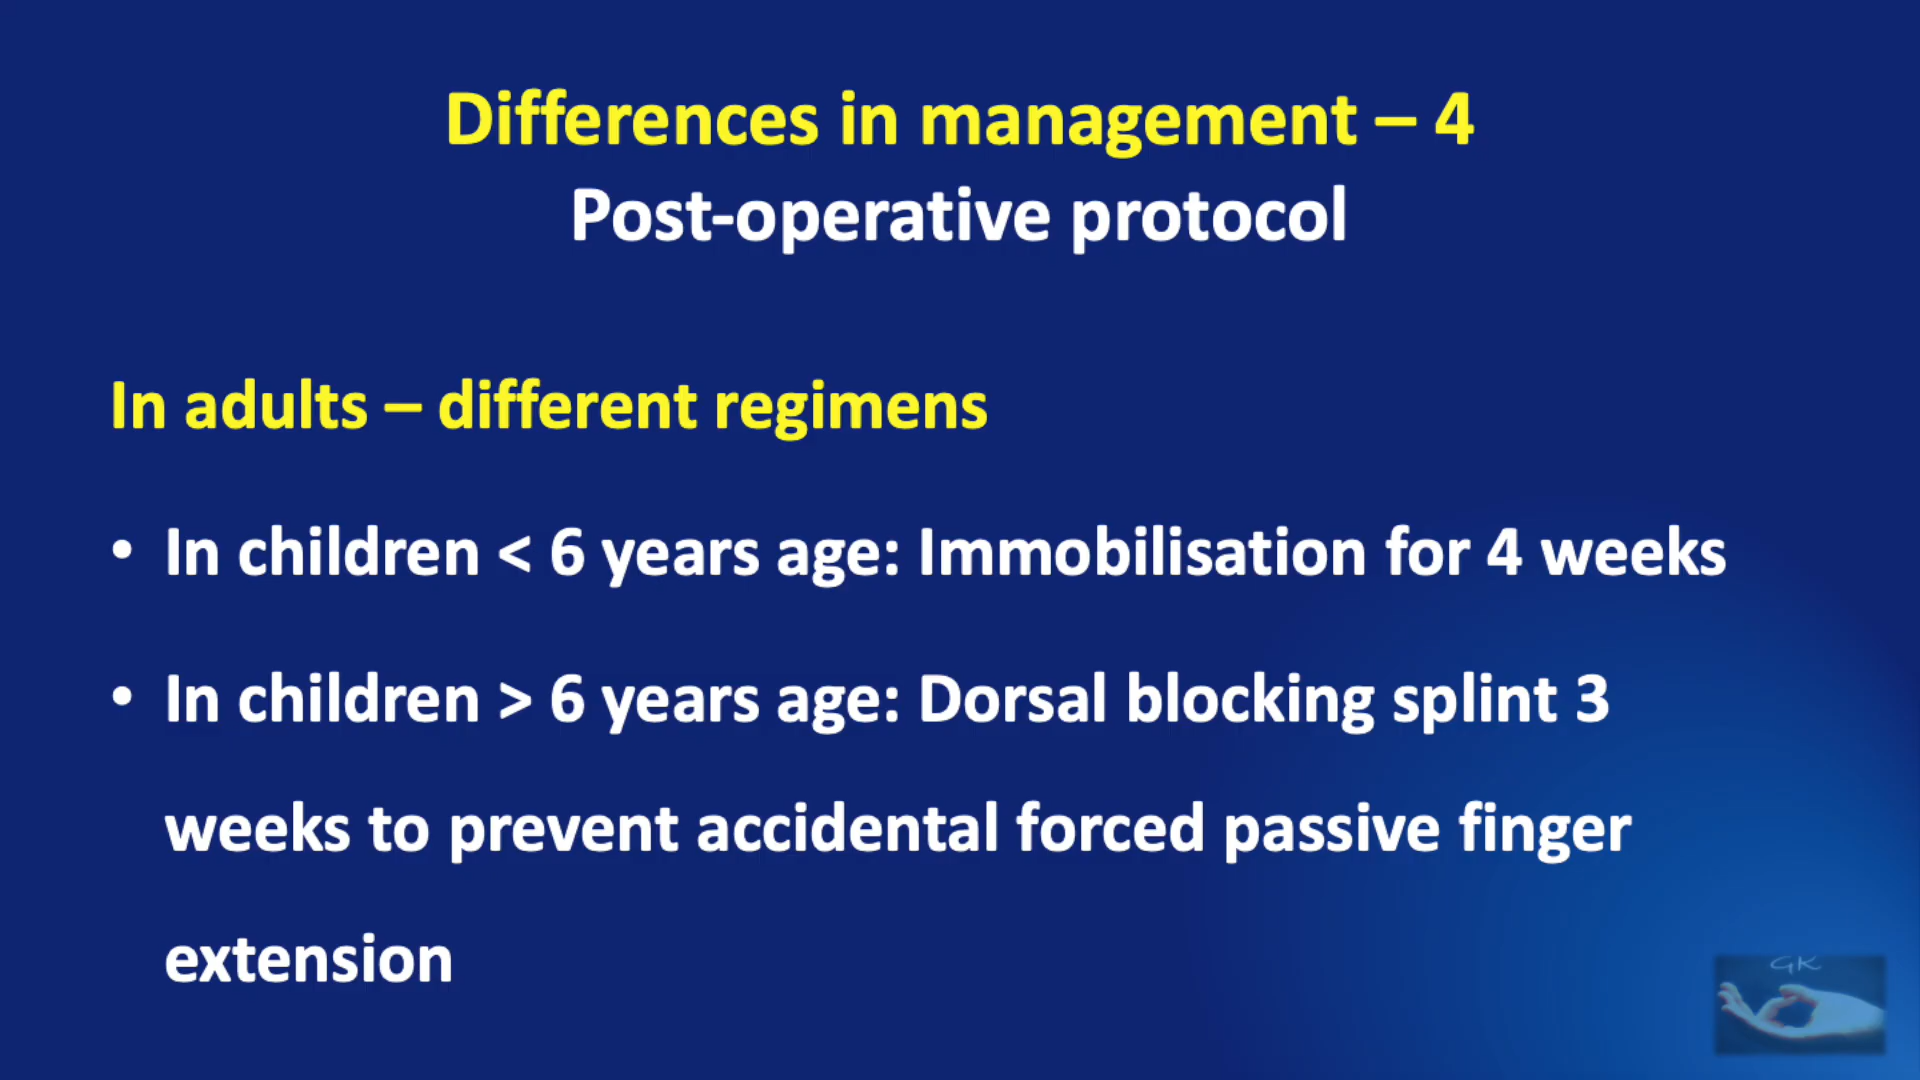 Differences in management – 4
Post-operative protocol
In adults – different regimens
• In children < 6 years age: Immobilisation for 4 weeks
• In children > 6 years age: Dorsal blocking splint 3
weeks to prevent accidental forced passive finger
extension
GK